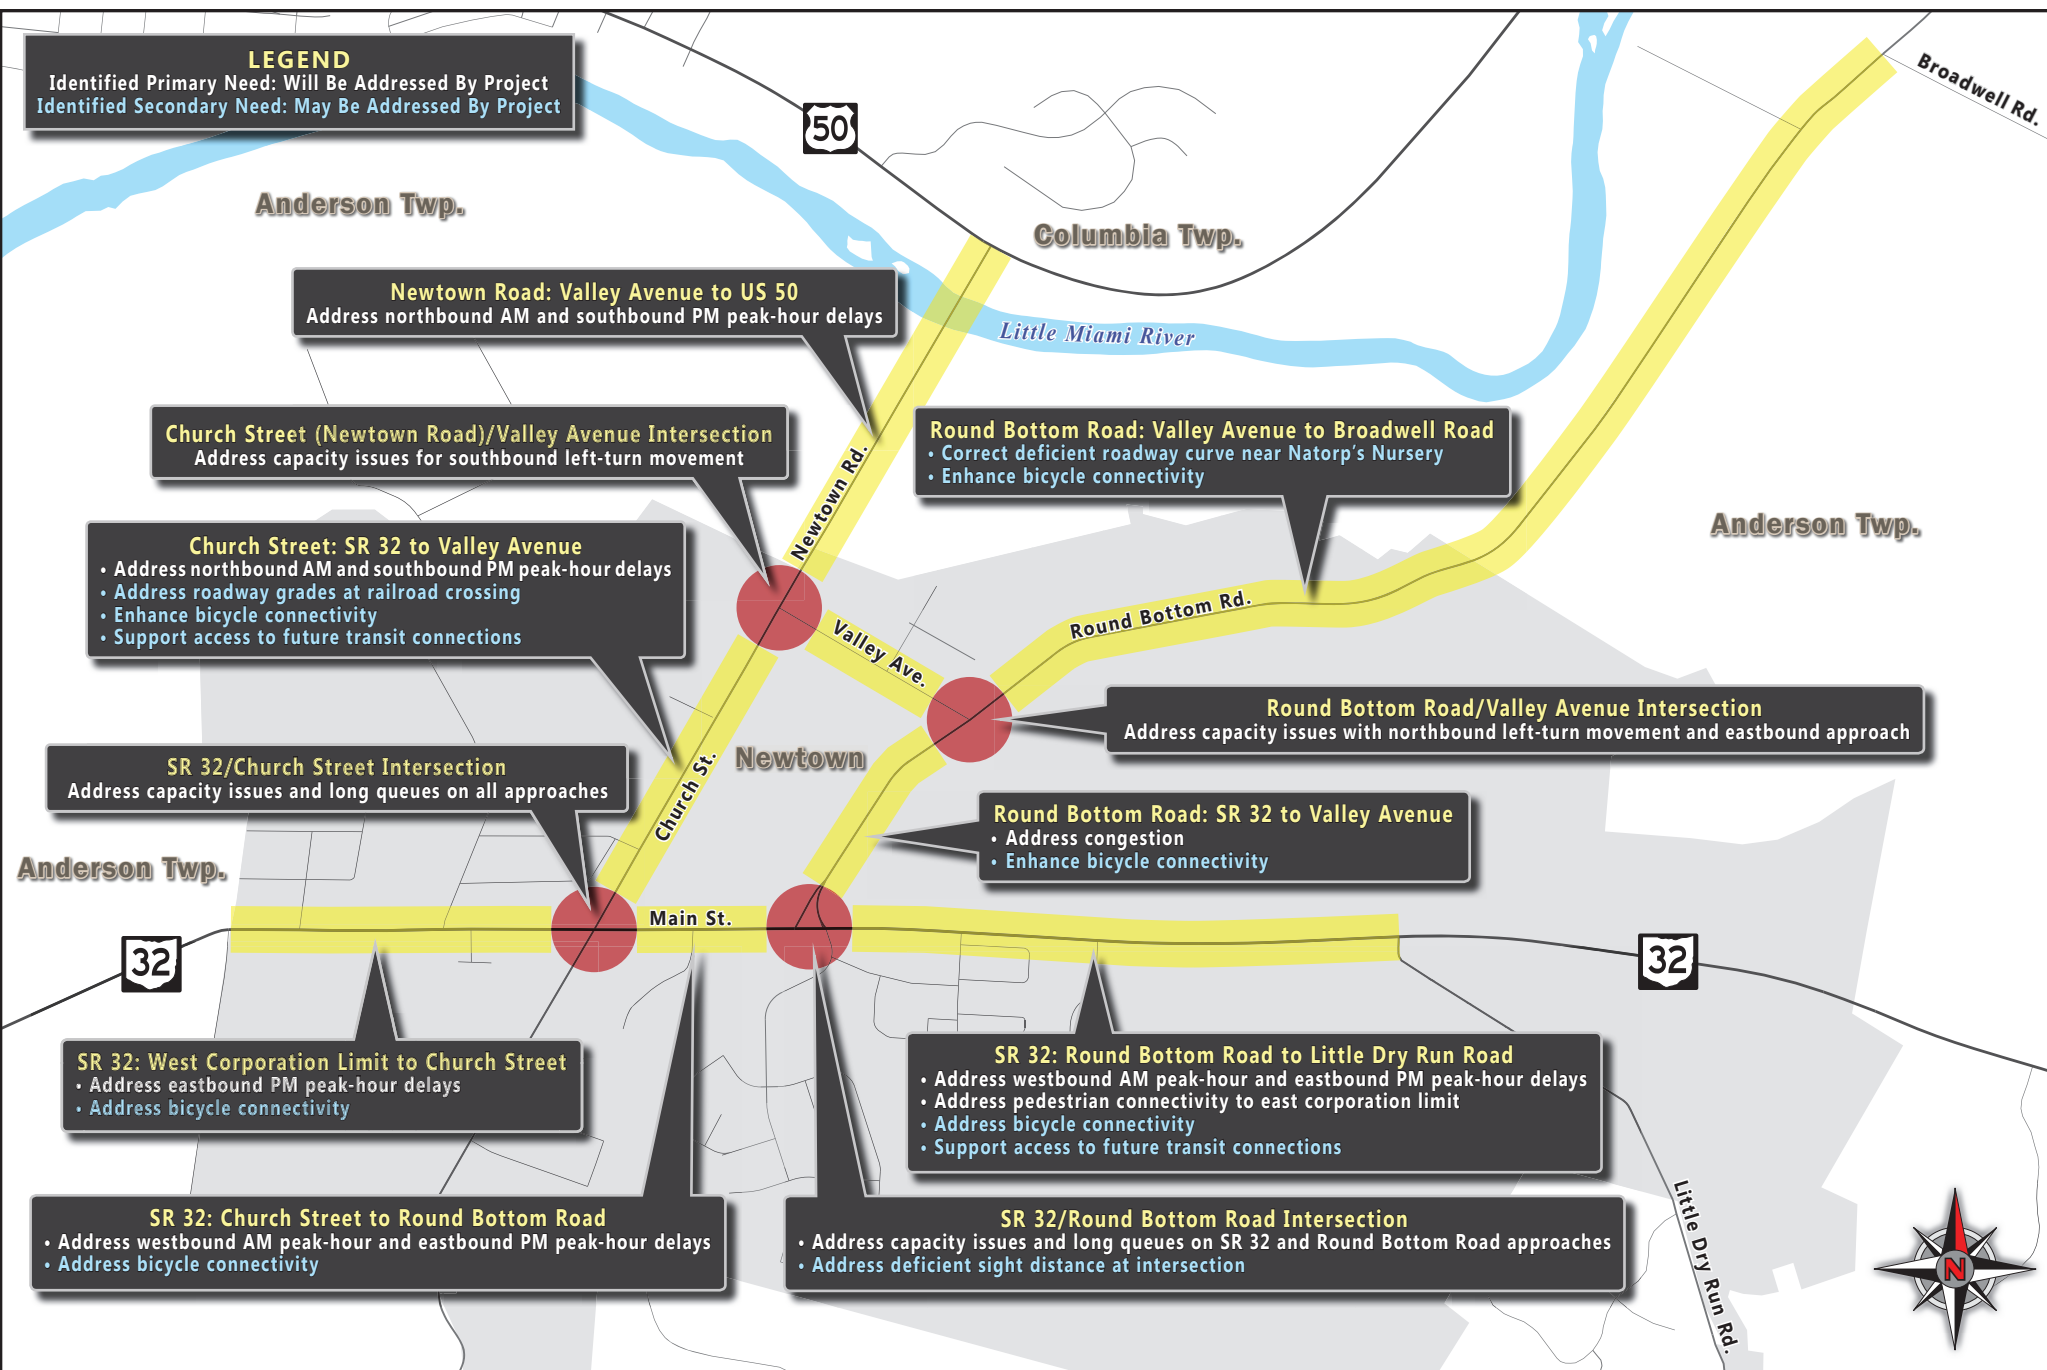 LEGEND
Identified Primary Need: Will Be Addressed By Project
Identified Secondary Need: May Be Addressed By Project
50
Broadwell Rd.
Anderson Twp.
Columbia Twp.
Newtown Road: Valley Avenue to US 50
Address northbound AM and southbound PM peak-hour delays
Little Miami River
Church Street (Newtown Road)/Valley Avenue Intersection
Address capacity issues for southbound left-turn movement
Newtown Rd.
Round Bottom Road: Valley Avenue to Broadwell Road
• Correct deficient roadway curve near Natorp's Nursery
• Enhance bicycle connectivity
Anderson Twp.
Church Street: SR 32 to Valley Avenue
• Address northbound AM and southbound PM peak-hour delays
• Address roadway grades at railroad crossing
• Enhance bicycle connectivity
• Support access to future transit connections
Valley Ave.
Round Bottom Rd.
Round Bottom Road/Valley Avenue Intersection
Address capacity issues with northbound left-turn movement and eastbound approach
SR 32/Church Street Intersection
Address capacity issues and long queues on all approaches
Church St.
Newtown
Round Bottom Road: SR 32 to Valley Avenue
• Address congestion
• Enhance bicycle connectivity
Anderson Twp.
Main St.
32
32
SR 32: West Corporation Limit to Church Street
• Address eastbound PM peak-hour delays
• Address bicycle connectivity
SR 32: Round Bottom Road to Little Dry Run Road
• Address westbound AM peak-hour and eastbound PM peak-hour delays
• Address pedestrian connectivity to east corporation limit
• Address bicycle connectivity
• Support access to future transit connections
SR 32: Church Street to Round Bottom Road
• Address westbound AM peak-hour and eastbound PM peak-hour delays
• Address bicycle connectivity
SR 32/Round Bottom Road Intersection
• Address capacity issues and long queues on SR 32 and Round Bottom Road approaches
• Address deficient sight distance at intersection
Little Dry Run Rd.
N